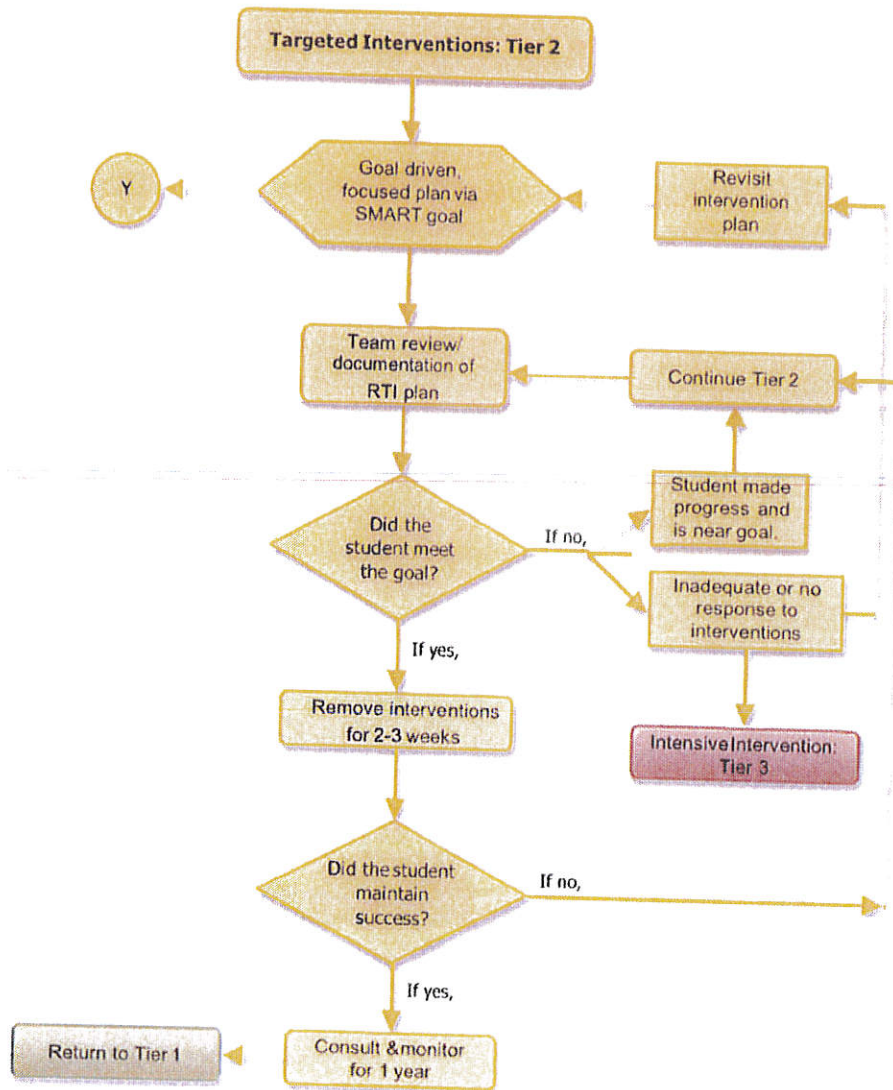 Targeted Interventions: Tier 2
Y
Goal driven,
focused plan via
SMART goal
Revisit
intervention
plan
Team review/
documentation of
RTI plan
Continue Tier 2
Student made
progress and
is near goal.
Did the
student meet
the goal?
If no,
Inadequate or no
response to
interventions
If yes,
Remove interventions
for 2-3 weeks
Intensive Intervention:
Tier 3
Did the student
maintain
success?
If no,
If yes,
Return to Tier 1
Consult & monitor
for 1 year